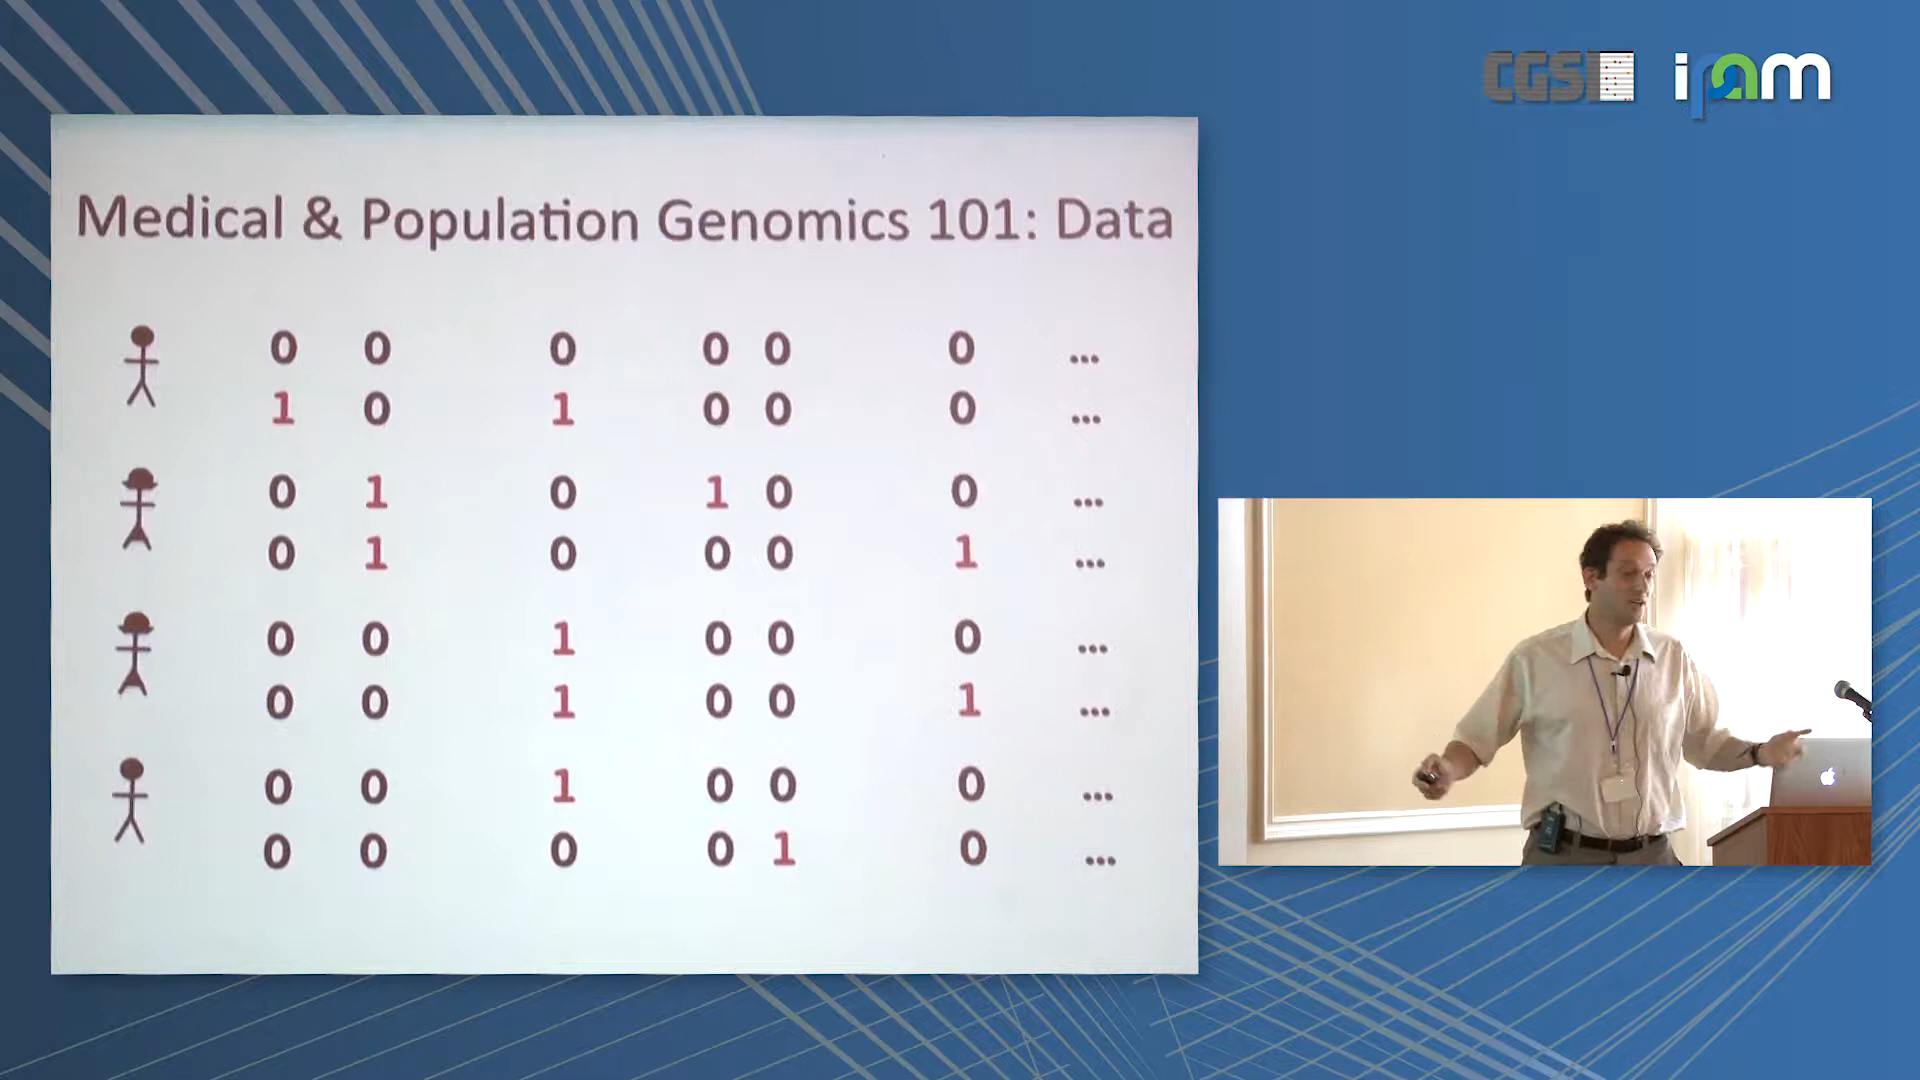 CGSI
ipam
Medical & Population Genomics 101: Data
0 0 0 0 0 0 ...
1 0 1 0 0 0 ...
0 1 0 1 0 0 ...
0 1 0 0 0 1 ...
0 0 1 0 0 0 ...
0 0 1 0 0 1 ...
0 0 1 0 0 0 ...
0 0 0 0 1 0 ...